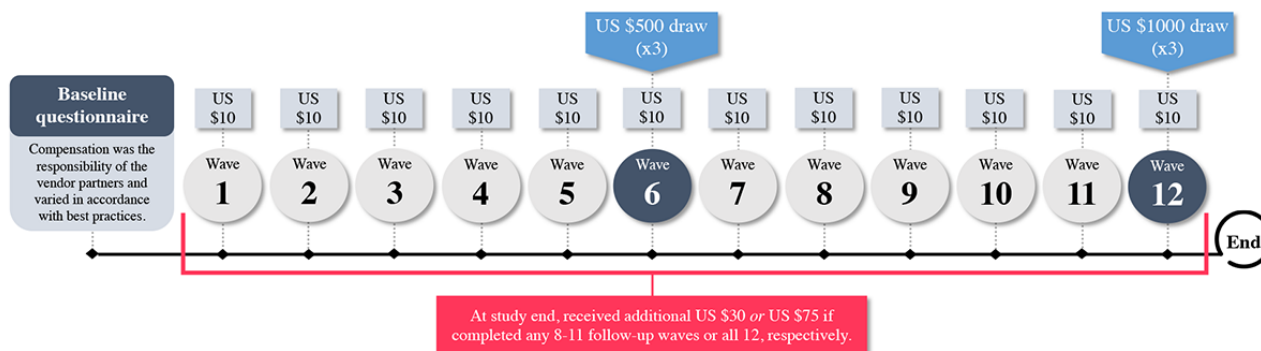 US $500 draw
(x3)
US $1000 draw
(x3)
Baseline
questionnaire
Compensation was the
responsibility of the
vendor partners and
varied in accordance
with best practices.
US
$10
US
$10
US
$10
US
$10
US
$10
US
$10
US
$10
US
$10
US
$10
US
$10
US
$10
US
$10
Wave
1
Wave
2
Wave
3
Wave
4
Wave
5
Wave
6
Wave
7
Wave
8
Wave
9
Wave
10
Wave
11
Wave
12
End
At study end, received additional US $30 or US $75 if
completed any 8-11 follow-up waves or all 12, respectively.